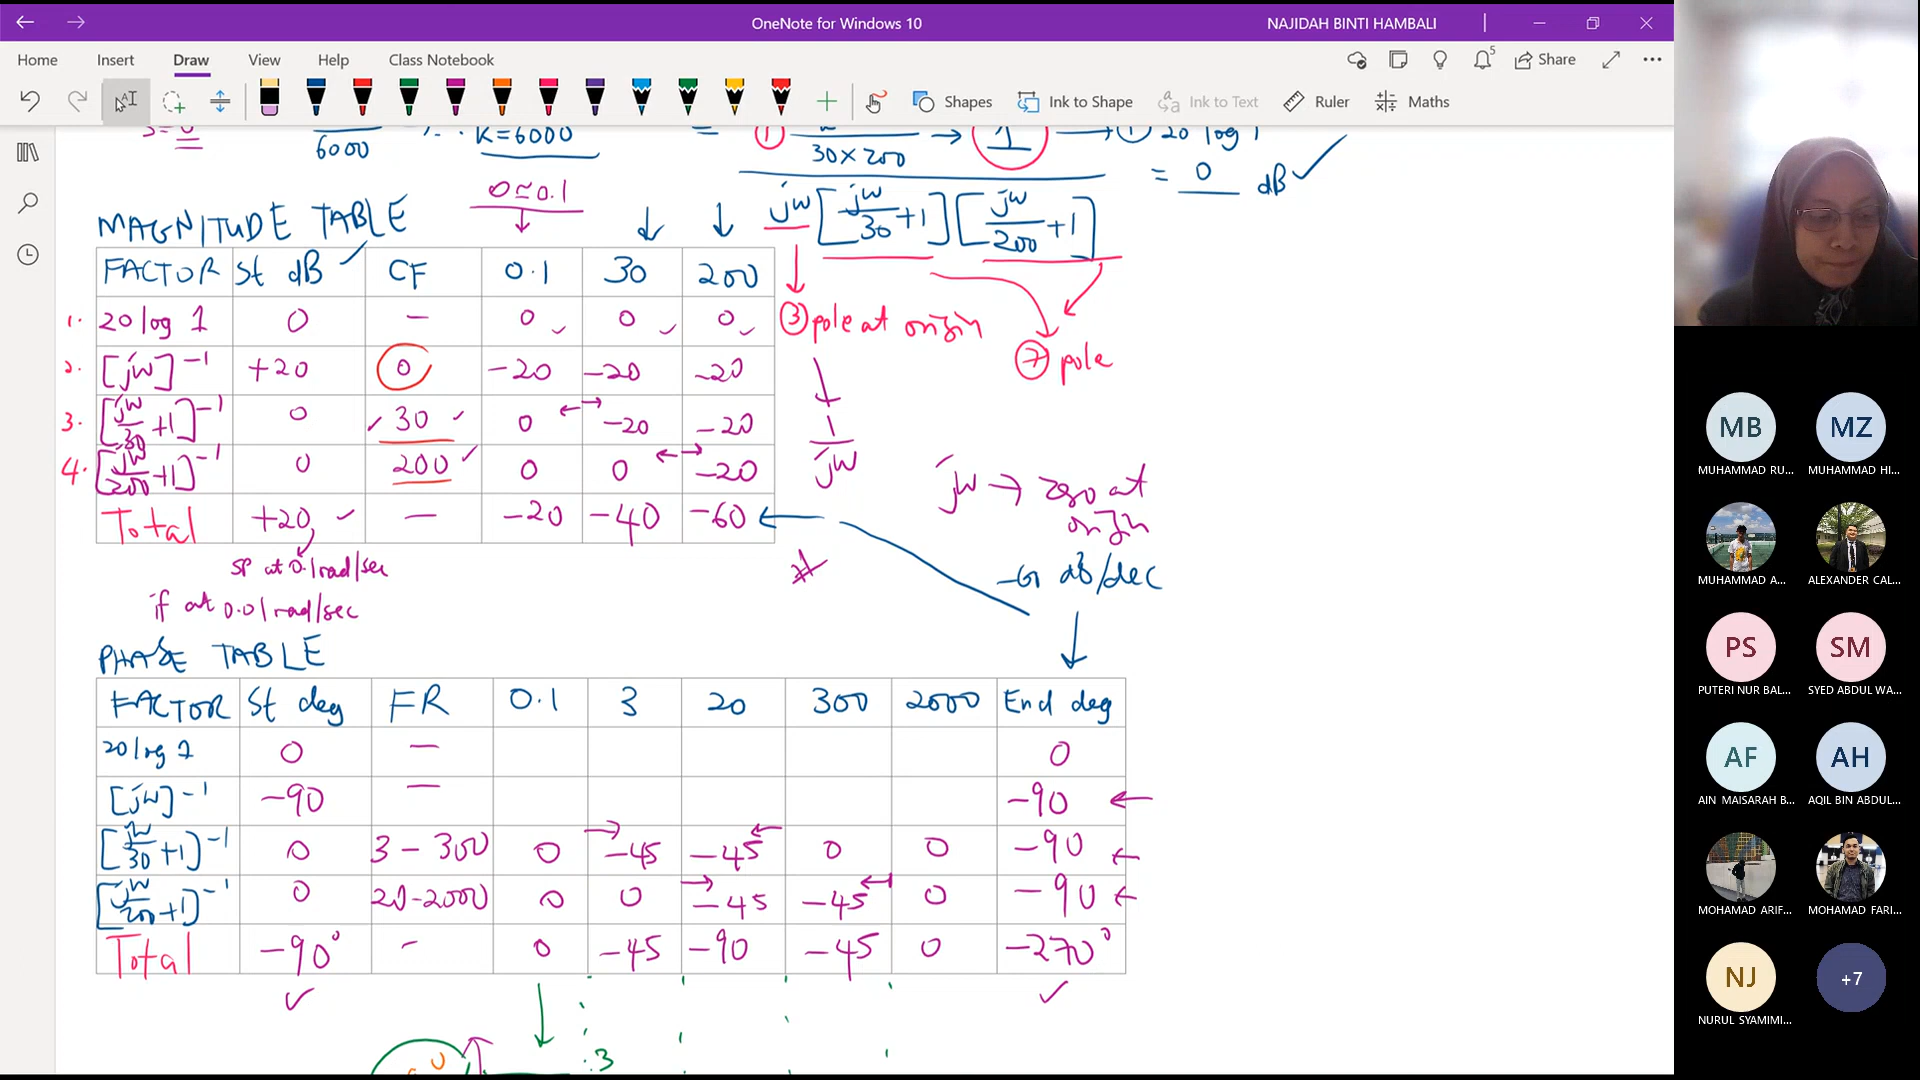 OneNote for Windows 10
NAJIDAH BINTI HAMBALI
Home Insert Draw View Help Class Notebook
5 Share
Shapes Ink to Shape Ink to Text Ruler Maths
6000 K=6000 = ① 30×200 → 1 → ① 20 log 1
= 0 dB ✓
0≃0.1
jw [jw/30 +1] [jw/200 +1]
MAGNITUDE TABLE
FACTOR St dB CF 0.1 30 200
1. 20 log 1 0 – 0 0 0
2. [jw]⁻¹ +20 0 -20 -20 -20
3. [jw/30 +1]⁻¹ 0 30 0 -20 -20
4. [jw/200 +1]⁻¹ 0 200 0 0 -20
Total +20 – -20 -40 -60
③ pole at origin
⑦ pole
1/jw
jw → zero at
origin
SP at 0.1 rad/sec
if at 0.01 rad/sec
dB/dec
PHASE TABLE
FACTOR St deg FR 0.1 3 20 300 2000 End deg
20 log 1 0 – 0
[jw]⁻¹ -90 – -90
[jw/30 +1]⁻¹ 0 3 - 300 0 -45 -45 0 0 -90
[jw/200 +1]⁻¹ 0 20-2000 0 0 -45 -45 0 -90
Total -90° - 0 -45 -90 -45 0 -270°
3
MB
MUHAMMAD RU...
MZ
MUHAMMAD HI...
MUHAMMAD A...
ALEXANDER CAL...
PS
PUTERI NUR BAL...
SM
SYED ABDUL WA...
AF
AIN MAISARAH B...
AH
AQIL BIN ABDUL...
MOHAMAD ARIF...
MOHAMAD FARI...
NJ
NURUL SYAMIMI...
+7